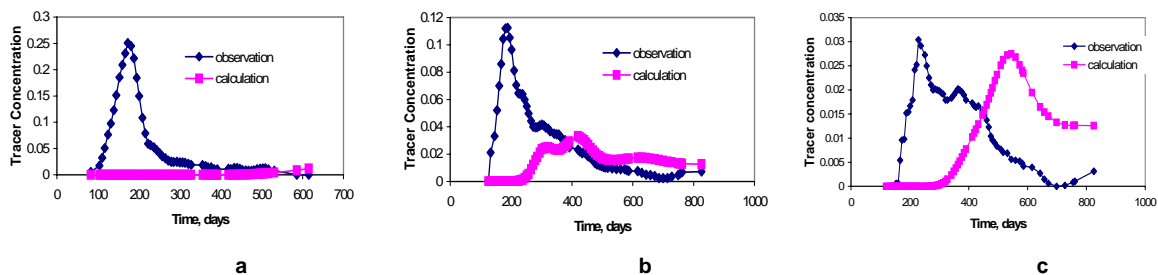 Tracer Concentration
0.3
0.25
0.2
0.15
0.1
0.05
0
0 100 200 300 400 500 600 700
Time, days
observation
calculation
a
Tracer Concentration
0.12
0.1
0.08
0.06
0.04
0.02
0
0 200 400 600 800 1000
Time, days
observation
calculation
b
Tracer Concentration
0.035
0.03
0.025
0.02
0.015
0.01
0.005
0
0 200 400 600 800 1000
Time, days
observation
calculation
c